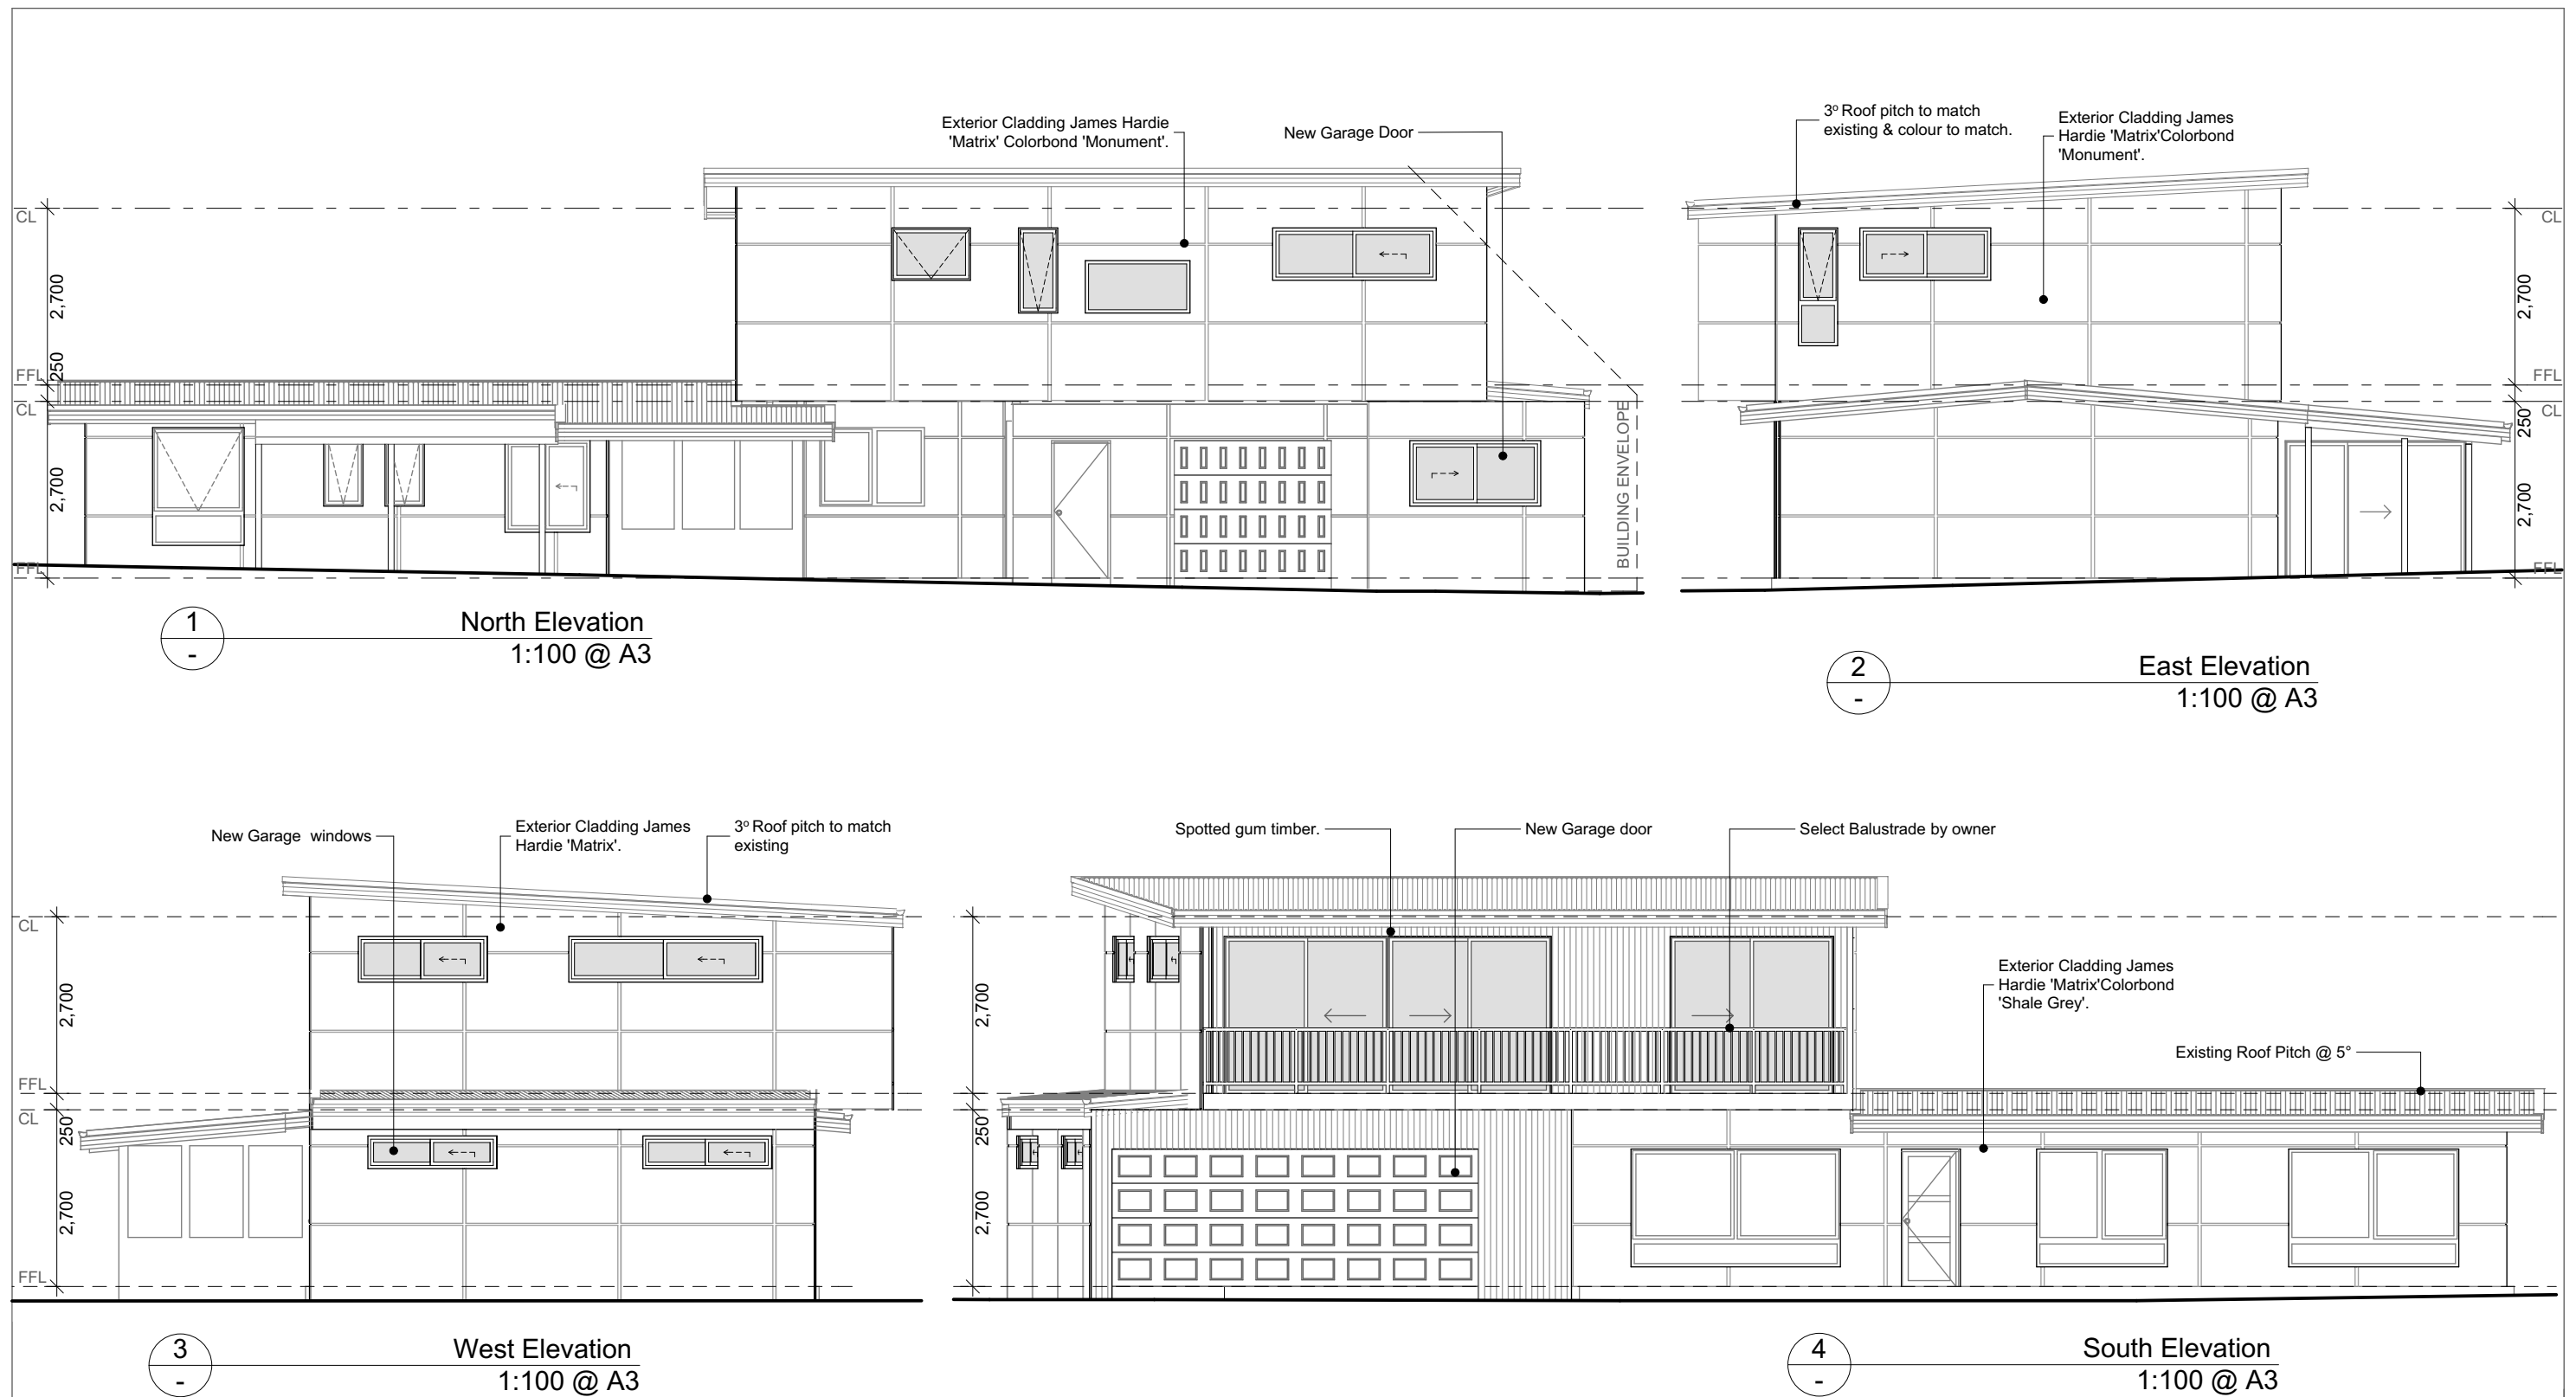 Exterior Cladding James Hardie
'Matrix' Colorbond 'Monument'.
New Garage Door
CL
2,700
FFL
250
CL
2,700
FFL
BUILDING ENVELOPE
1
-
North Elevation
1:100 @ A3
3º Roof pitch to match
existing & colour to match.
Exterior Cladding James
Hardie 'Matrix'Colorbond
'Monument'.
CL
2,700
FFL
CL
250
2,700
FFL
2
-
East Elevation
1:100 @ A3
New Garage  windows
Exterior Cladding James
Hardie 'Matrix'.
3º Roof pitch to match
existing
CL
2,700
FFL
CL
250
2,700
FFL
3
-
West Elevation
1:100 @ A3
Spotted gum timber.
New Garage door
Select Balustrade by owner
2,700
250
2,700
Exterior Cladding James
Hardie 'Matrix'Colorbond
'Shale Grey'.
Existing Roof Pitch @ 5°
4
-
South Elevation
1:100 @ A3